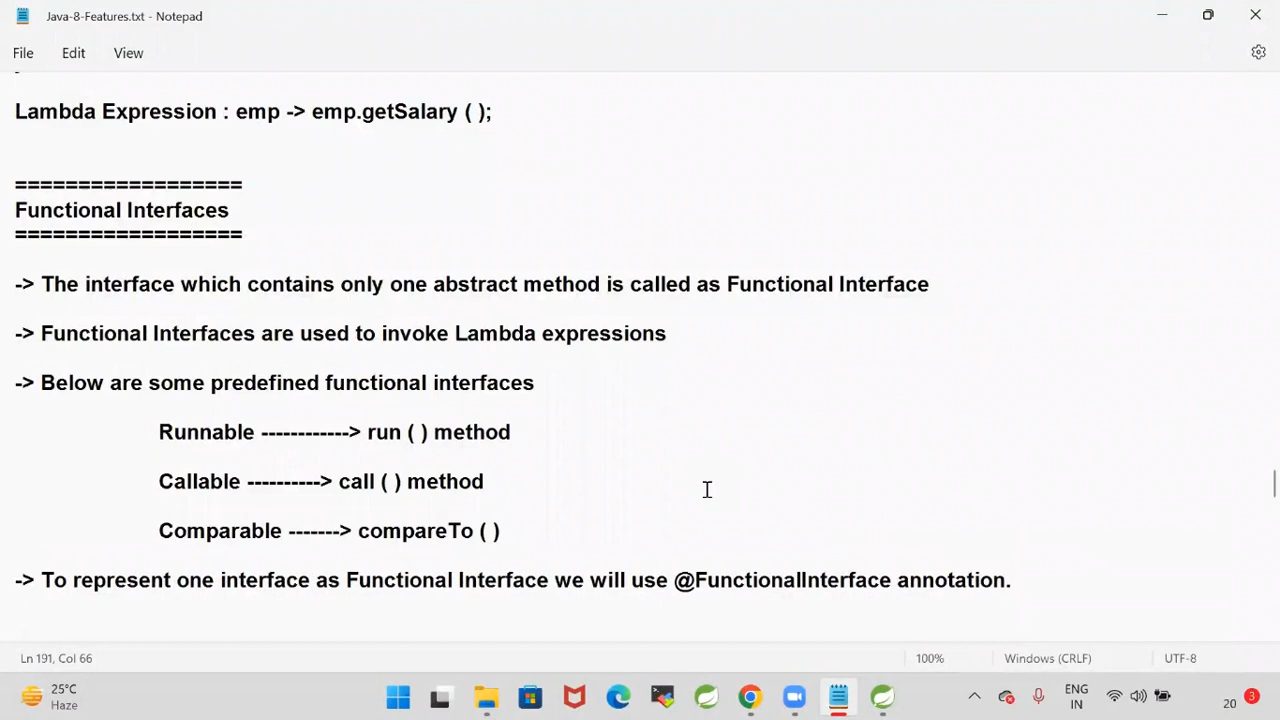 Java-8-Features.txt - Notepad
File Edit View
Lambda Expression : emp -> emp.getSalary ( );
==================
Functional Interfaces
==================
-> The interface which contains only one abstract method is called as Functional Interface
-> Functional Interfaces are used to invoke Lambda expressions
-> Below are some predefined functional interfaces
Runnable ------------> run ( ) method
Callable ----------> call ( ) method
Comparable -------> compareTo ( )
-> To represent one interface as Functional Interface we will use @FunctionalInterface annotation.
Ln 191, Col 66
100%
Windows (CRLF)
UTF-8
25°C
Haze
ENG
IN
20
3